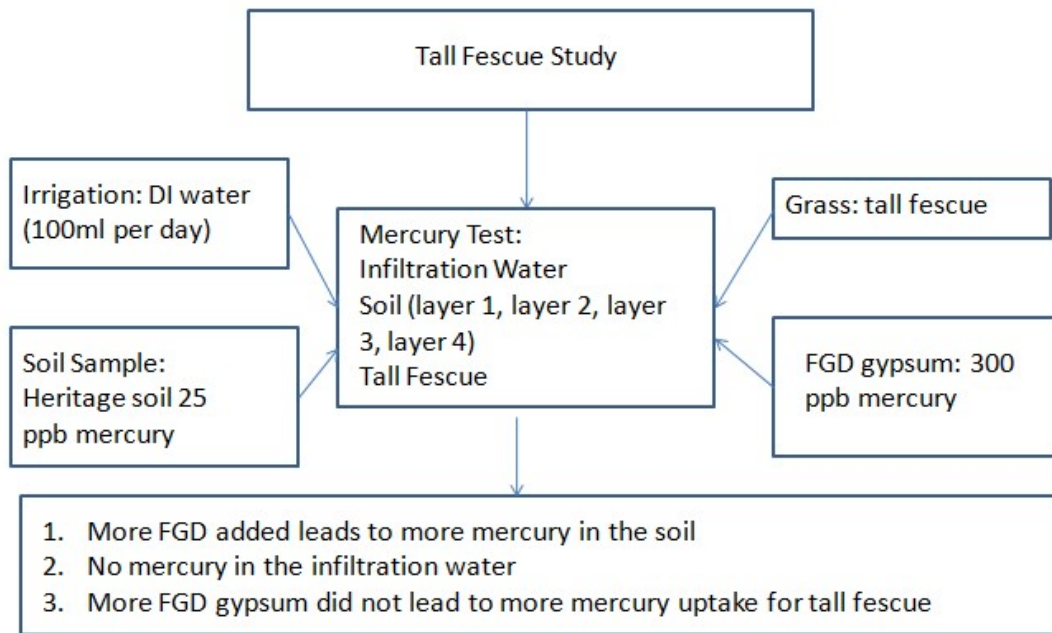 Tall Fescue Study
Irrigation: DI water
(100ml per day)
Grass: tall fescue
Mercury Test:
Infiltration Water
Soil (layer 1, layer 2, layer
3, layer 4)
Tall Fescue
Soil Sample:
Heritage soil 25
ppb mercury
FGD gypsum: 300
ppb mercury
1. More FGD added leads to more mercury in the soil
2. No mercury in the infiltration water
3. More FGD gypsum did not lead to more mercury uptake for tall fescue